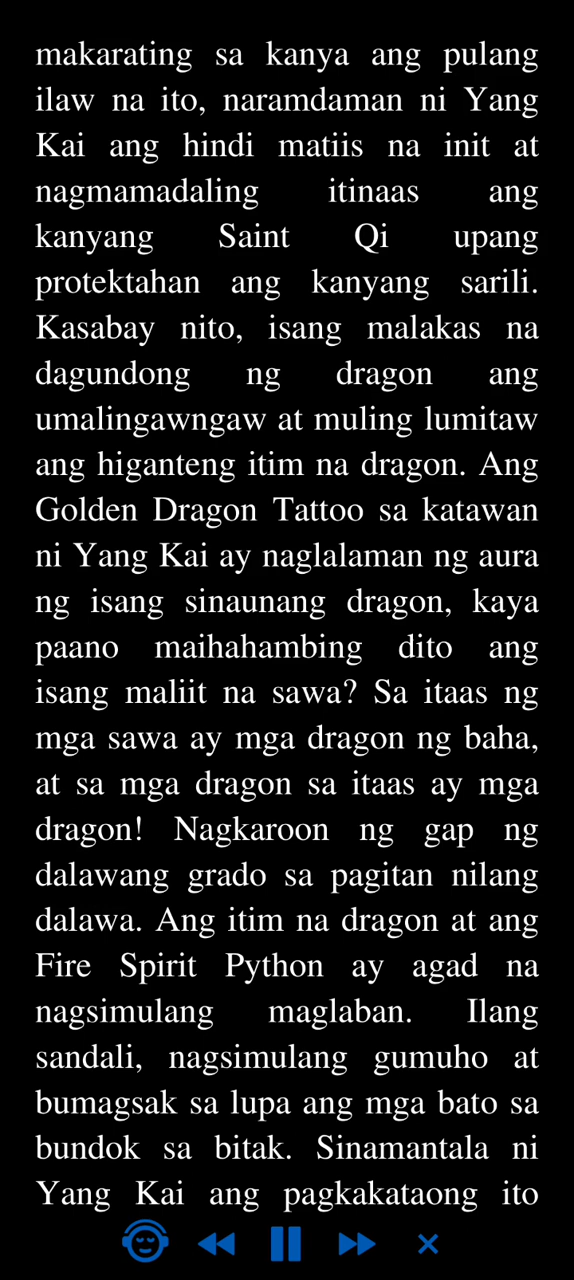 makarating sa kanya ang pulang
ilaw na ito, naramdaman ni Yang
Kai ang hindi matiis na init at
nagmamadaling itinaas ang
kanyang Saint Qi upang
protektahan ang kanyang sarili.
Kasabay nito, isang malakas na
dagundong ng dragon ang
umalingawngaw at muling lumitaw
ang higanteng itim na dragon. Ang
Golden Dragon Tattoo sa katawan
ni Yang Kai ay naglalaman ng aura
ng isang sinaunang dragon, kaya
paano maihahambing dito ang
isang maliit na sawa? Sa itaas ng
mga sawa ay mga dragon ng baha,
at sa mga dragon sa itaas ay mga
dragon! Nagkaroon ng gap ng
dalawang grado sa pagitan nilang
dalawa. Ang itim na dragon at ang
Fire Spirit Python ay agad na
nagsimulang maglaban. Ilang
sandali, nagsimulang gumuho at
bumagsak sa lupa ang mga bato sa
bundok sa bitak. Sinamantala ni
Yang Kai ang pagkakataong ito